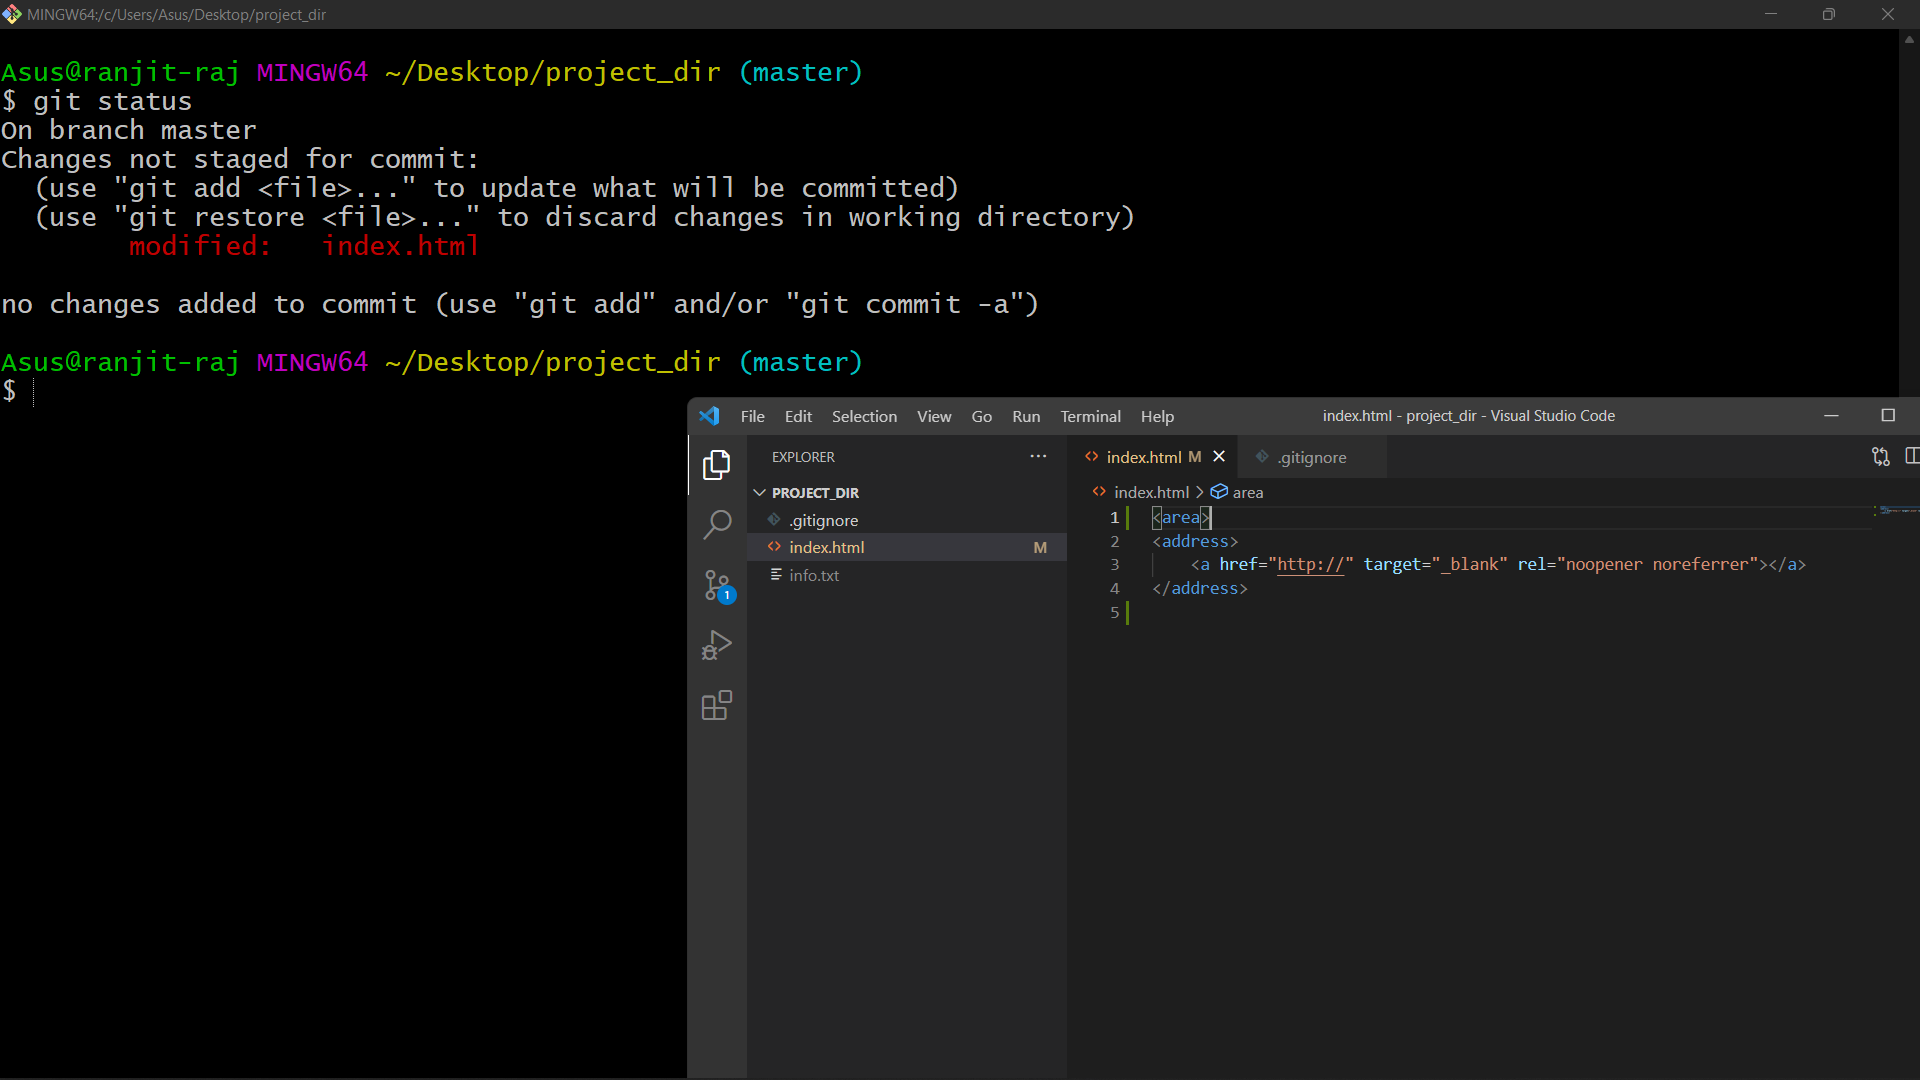 MINGW64:/c/Users/Asus/Desktop/project_dir
Asus@ranjit-raj MINGW64 ~/Desktop/project_dir (master)
$ git status
On branch master
Changes not staged for commit:
  (use "git add <file>..." to update what will be committed)
  (use "git restore <file>..." to discard changes in working directory)
        modified:   index.html
no changes added to commit (use "git add" and/or "git commit -a")
Asus@ranjit-raj MINGW64 ~/Desktop/project_dir (master)
$
File Edit Selection View Go Run Terminal Help index.html - project_dir - Visual Studio Code
EXPLORER ···
PROJECT_DIR
.gitignore
index.html M
info.txt
1
index.html M .gitignore
index.html > area
1 <area>
2 <address>
3     <a href="http://" target="_blank" rel="noopener noreferrer"></a>
4 </address>
5